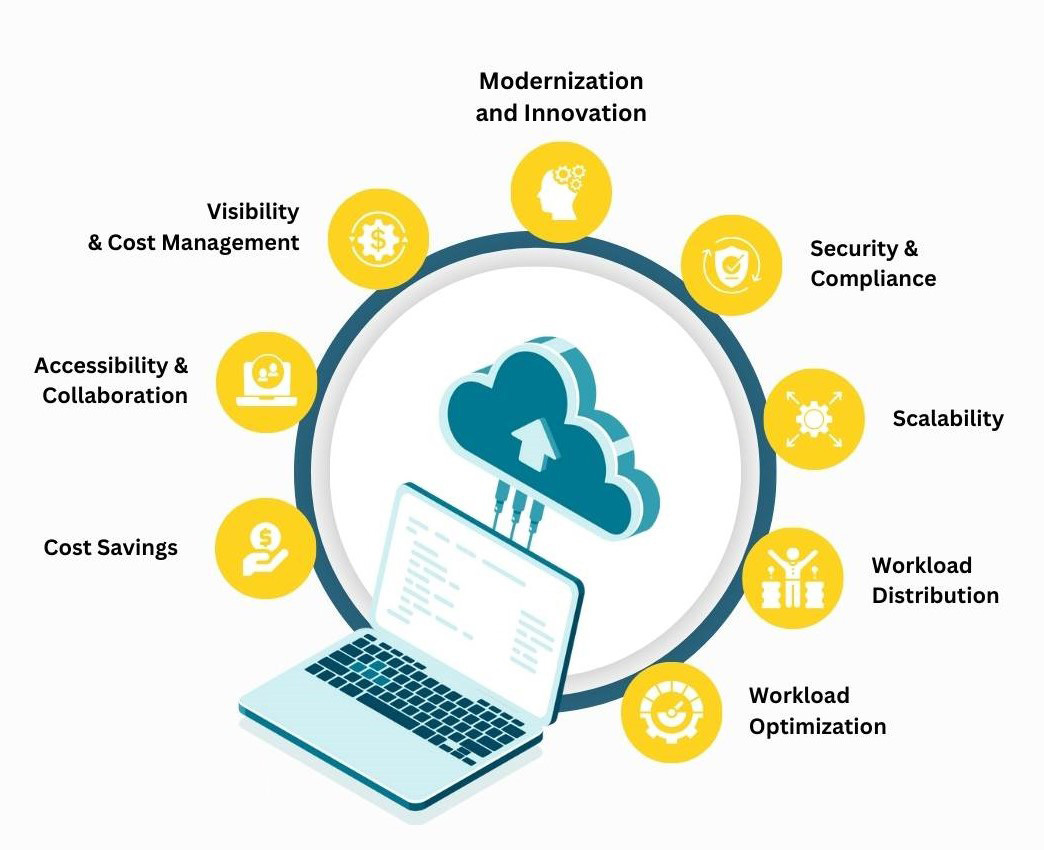 Modernization
and Innovation
Visibility
& Cost Management
Security &
Compliance
Accessibility &
Collaboration
Scalability
Cost Savings
Workload
Distribution
Workload
Optimization
$
$